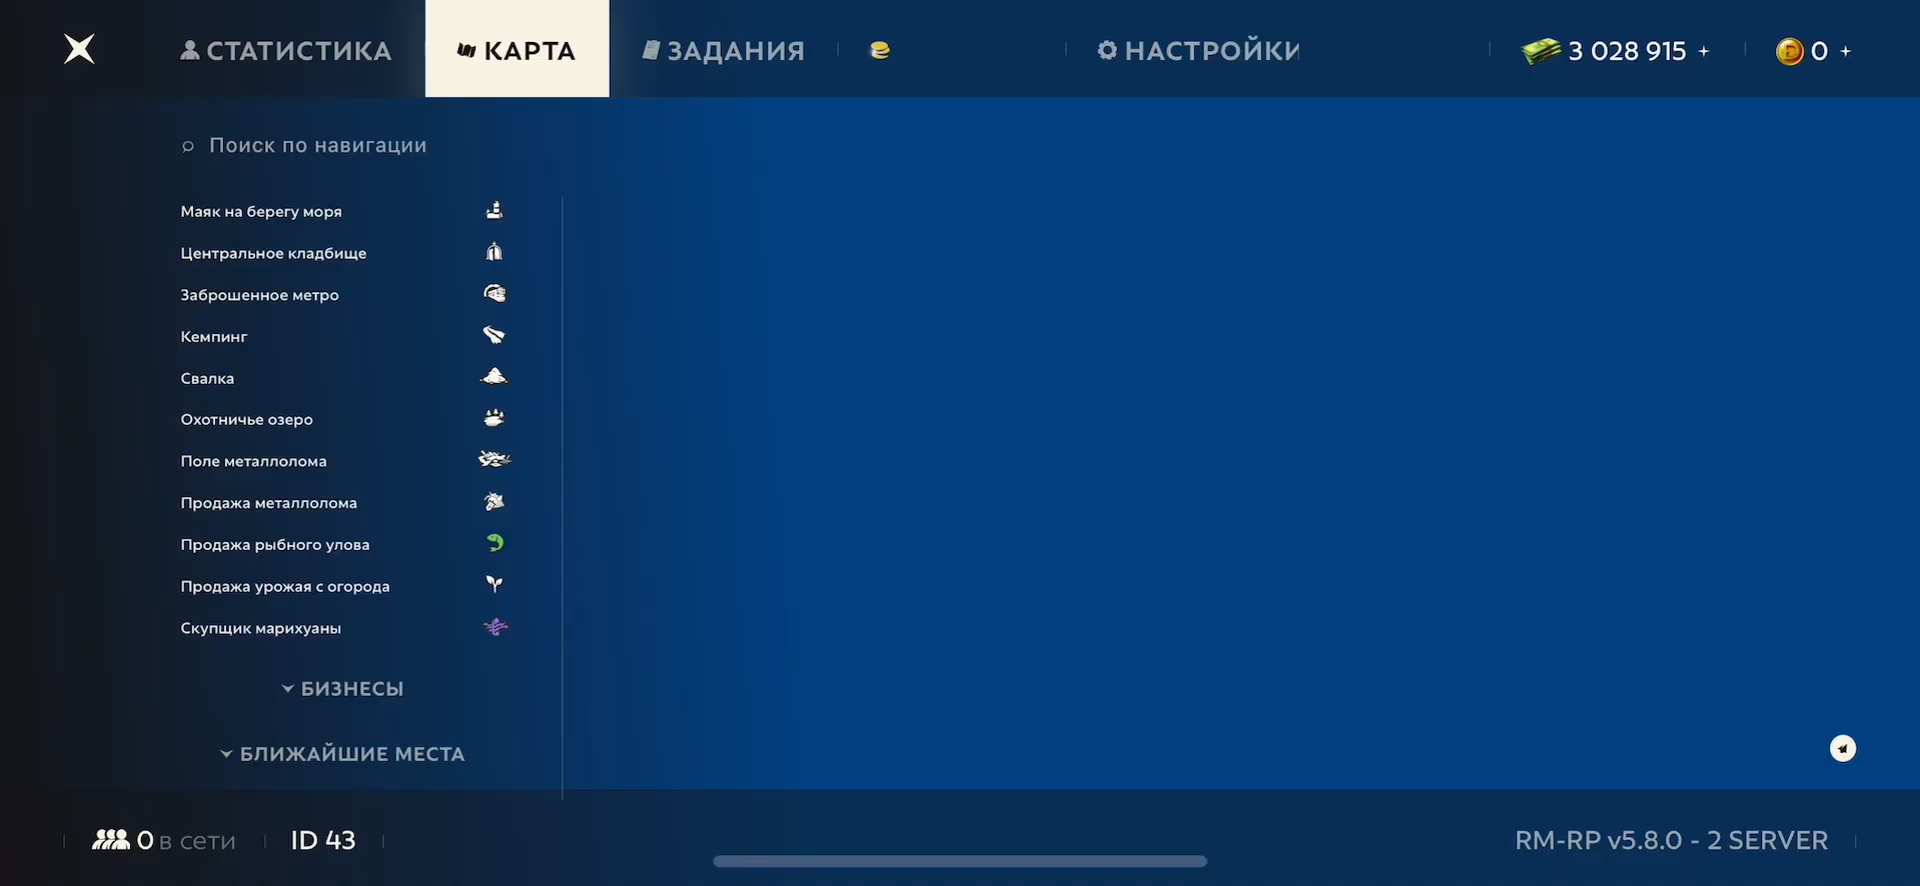 СТАТИСТИКА
КАРТА
ЗАДАНИЯ
НАСТРОЙКИ
3 028 915 +
0 +
Поиск по навигации
Маяк на берегу моря
Центральное кладбище
Заброшенное метро
Кемпинг
Свалка
Охотничье озеро
Поле металлолома
Продажа металлолома
Продажа рыбного улова
Продажа урожая с огорода
Скупщик марихуаны
БИЗНЕСЫ
БЛИЖАЙШИЕ МЕСТА
0 в сети
ID 43
RM-RP v5.8.0 - 2 SERVER